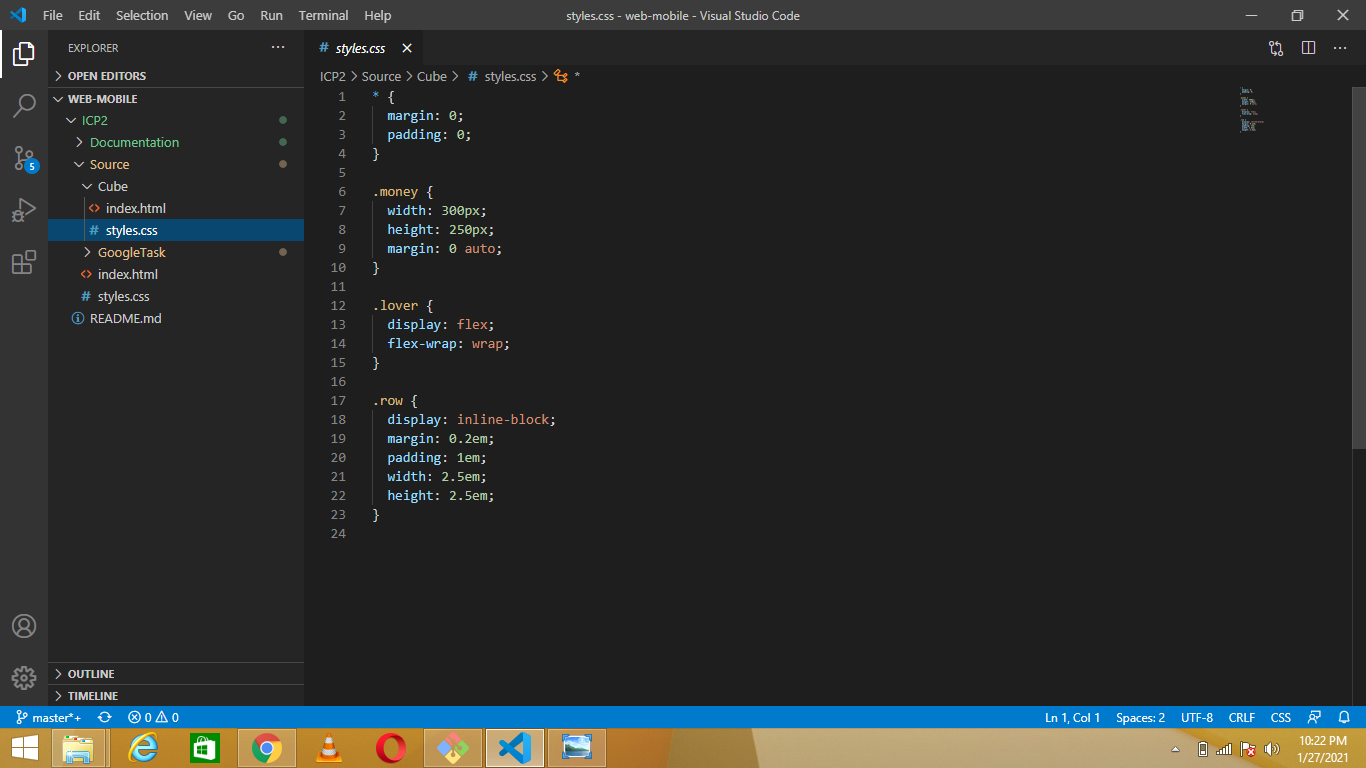 File Edit Selection View Go Run Terminal Help
styles.css - web-mobile - Visual Studio Code
EXPLORER
OPEN EDITORS
WEB-MOBILE
ICP2
Documentation
Source
Cube
index.html
# styles.css
GoogleTask
index.html
# styles.css
README.md
OUTLINE
TIMELINE
5
# styles.css
ICP2 > Source > Cube > # styles.css > *
1 * {
2 margin: 0;
3 padding: 0;
4 }
5
6 .money {
7 width: 300px;
8 height: 250px;
9 margin: 0 auto;
10 }
11
12 .lover {
13 display: flex;
14 flex-wrap: wrap;
15 }
16
17 .row {
18 display: inline-block;
19 margin: 0.2em;
20 padding: 1em;
21 width: 2.5em;
22 height: 2.5em;
23 }
24
master*+ 0 0 Ln 1, Col 1 Spaces: 2 UTF-8 CRLF CSS
10:22 PM
1/27/2021